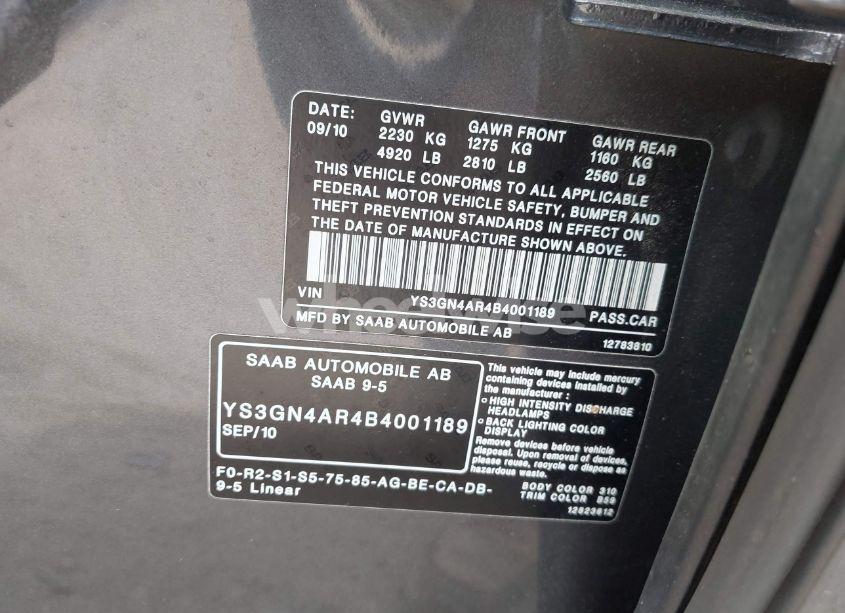 DATE: GVWR GAWR FRONT GAWR REAR
09/10 2230 KG 1275 KG 1160 KG
4920 LB 2810 LB 2560 LB
THIS VEHICLE CONFORMS TO ALL APPLICABLE
FEDERAL MOTOR VEHICLE SAFETY, BUMPER AND
THEFT PREVENTION STANDARDS IN EFFECT ON
THE DATE OF MANUFACTURE SHOWN ABOVE.
VIN YS3GN4AR4B4001189 PASS.CAR
MFD BY SAAB AUTOMOBILE AB 12783610
SAAB AUTOMOBILE AB
SAAB 9-5
YS3GN4AR4B4001189
SEP/10
This vehicle may include mercury
containing devices installed by
the manufacturer :
○ HIGH INTENSITY DISCHARGE
HEADLAMPS
○ BACK LIGHTING COLOR
DISPLAY
Remove devices before vehicle
disposal. Upon removal of devices,
please reuse, recycle or dispose as
hazardous waste.
F0-R2-S1-S5-75-85-AG-BE-CA-DB-
9-5 Linear
BODY COLOR 310
TRIM COLOR 859
12823612